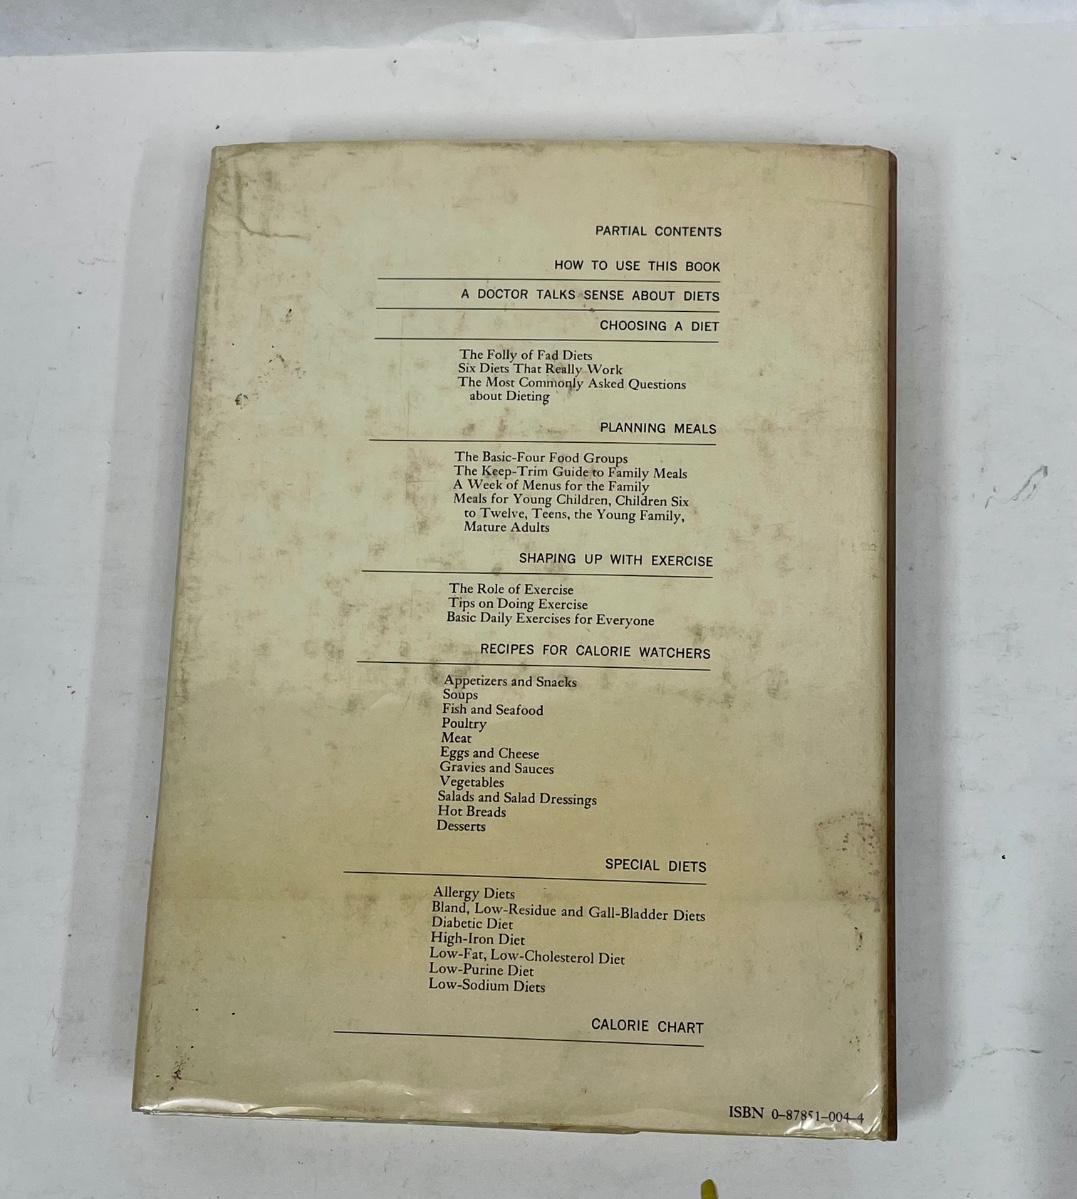 PARTIAL CONTENTS
HOW TO USE THIS BOOK
A DOCTOR TALKS SENSE ABOUT DIETS
CHOOSING A DIET
The Folly of Fad Diets
Six Diets That Really Work
The Most Commonly Asked Questions
about Dieting
PLANNING MEALS
The Basic-Four Food Groups
The Keep-Trim Guide to Family Meals
A Week of Menus for the Family
Meals for Young Children, Children Six
to Twelve, Teens, the Young Family,
Mature Adults
SHAPING UP WITH EXERCISE
The Role of Exercise
Tips on Doing Exercise
Basic Daily Exercises for Everyone
RECIPES FOR CALORIE WATCHERS
Appetizers and Snacks
Soups
Fish and Seafood
Poultry
Meat
Eggs and Cheese
Gravies and Sauces
Vegetables
Salads and Salad Dressings
Hot Breads
Desserts
SPECIAL DIETS
Allergy Diets
Bland, Low-Residue and Gall-Bladder Diets
Diabetic Diet
High-Iron Diet
Low-Fat, Low-Cholesterol Diet
Low-Purine Diet
Low-Sodium Diets
CALORIE CHART
ISBN 0-87851-004-4